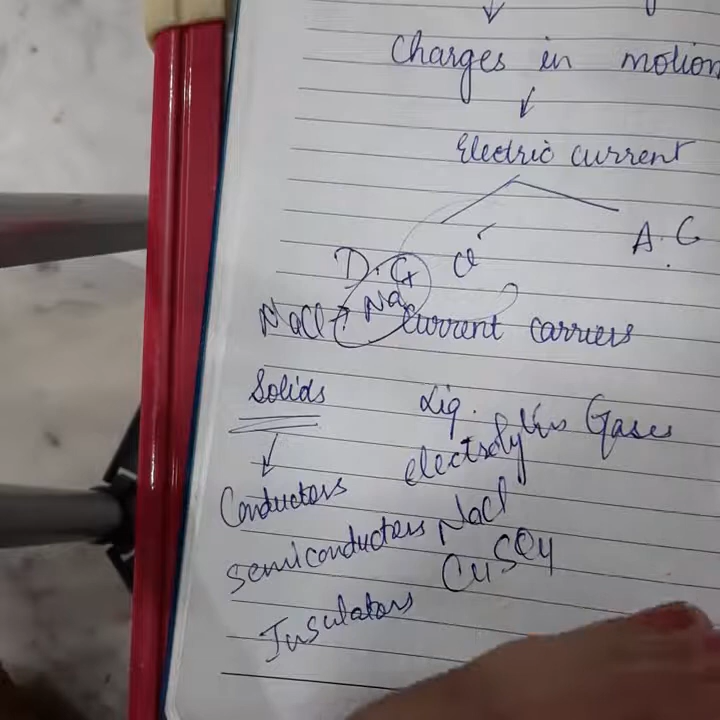 Charges in motion
Electric current
D.C Cl⁻ A.C
NaCl → Na⁺ Current carriers
Solids Liq. Gases
electrolytes
Conductors NaCl
Semiconductors CuSO4
Insulators